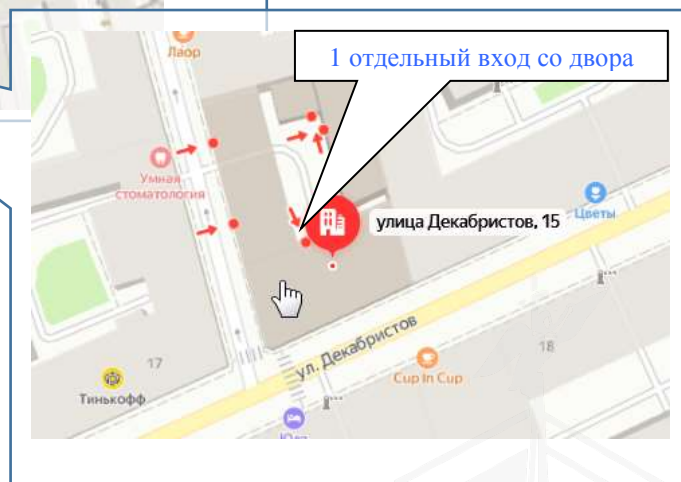 Лаор
1 отдельный вход со двора
Умная
стоматология
улица Декабристов, 15
Цветы
ул. Декабристов
17
18
Тинькофф
Cup In Cup